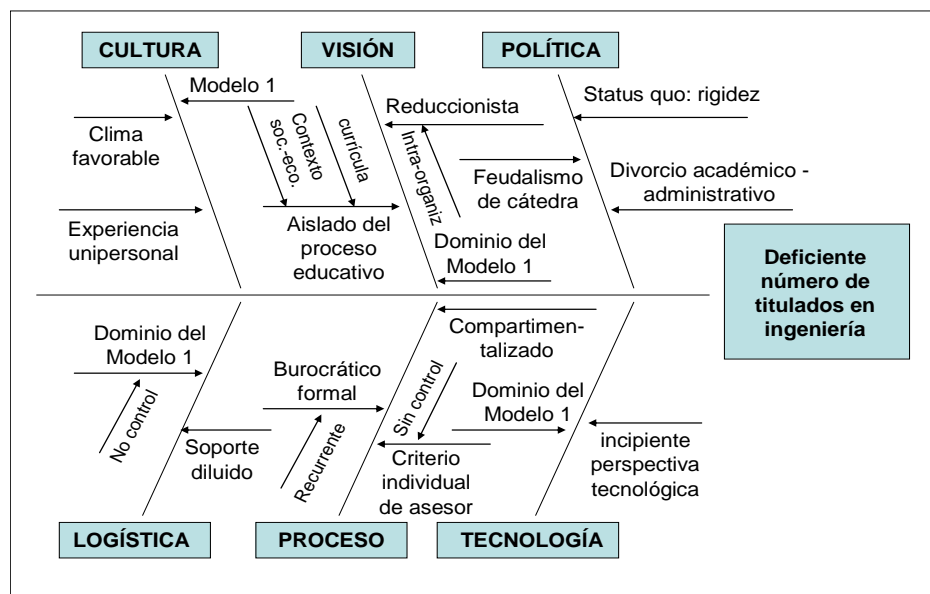 CULTURA
VISIÓN
POLÍTICA
Modelo 1
Clima
favorable
Experiencia
unipersonal
Contexto
soc.-eco.
currícula
Aislado del
proceso
educativo
Reduccionista
Intra-organiz
Dominio del
Modelo 1
Status quo: rigidez
Feudalismo
de cátedra
Divorcio académico -
administrativo
Deficiente
número de
titulados en
ingeniería
Dominio del
Modelo 1
No control
Soporte
diluido
Burocrático
formal
Recurrente
Compartimen-
talizado
Sin control
Criterio
individual
de asesor
Dominio del
Modelo 1
incipiente
perspectiva
tecnológica
LOGÍSTICA
PROCESO
TECNOLOGÍA